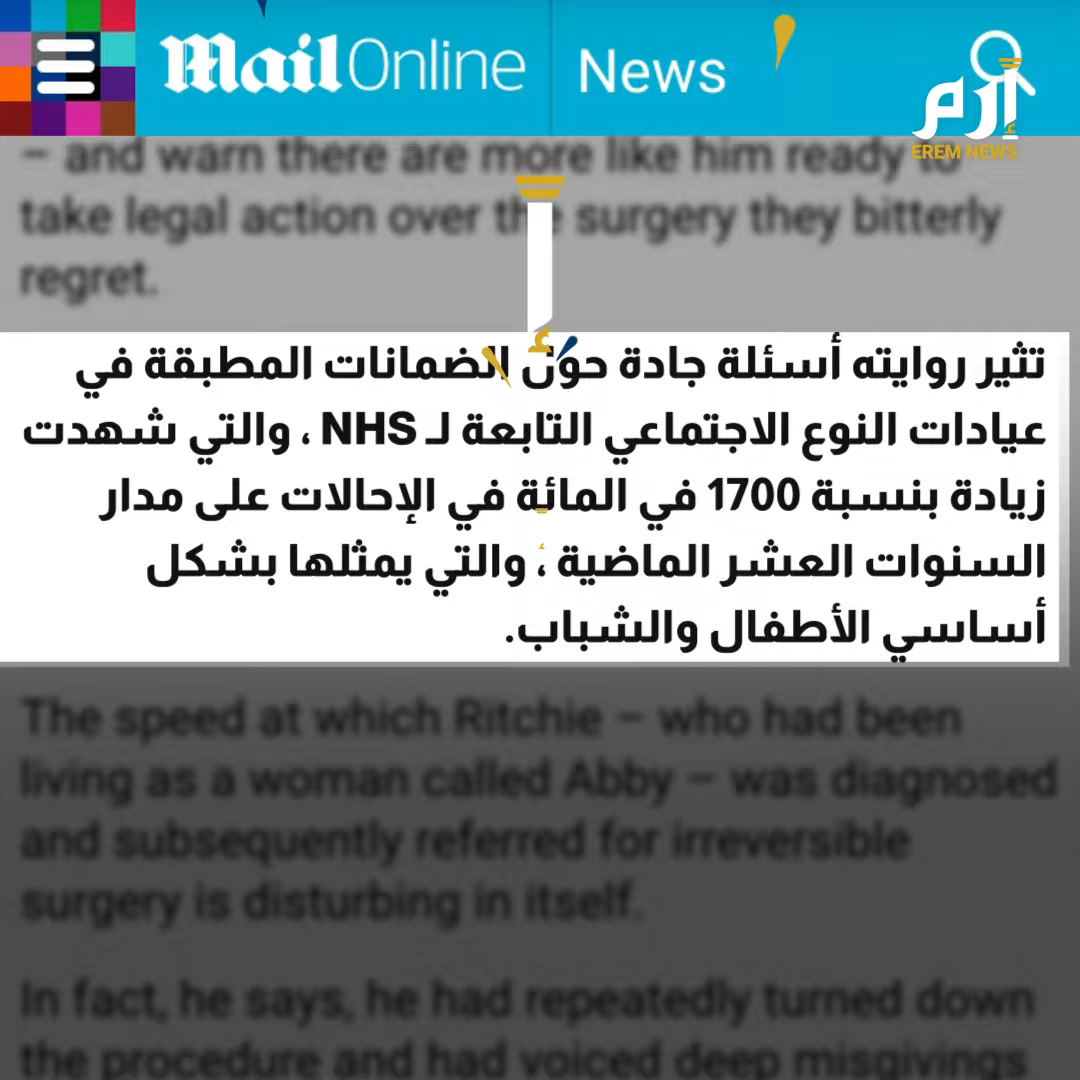 Mail Online News
إرم
EREM NEWS
– and warn there are more like him ready to
take legal action over the surgery they bitterly
regret.
تثير روايته أسئلة جادة حول الضمانات المطبقة في
عيادات النوع الاجتماعي التابعة لـ NHS ، والتي شهدت
زيادة بنسبة 1700 في المائة في الإحالات على مدار
السنوات العشر الماضية ، والتي يمثلها بشكل
أساسي الأطفال والشباب.
The speed at which Ritchie – who had been
living as a woman called Abby – was diagnosed
and subsequently referred for irreversible
surgery is disturbing in itself.
In fact, he says, he had repeatedly turned down
the procedure and had voiced deep misgivings